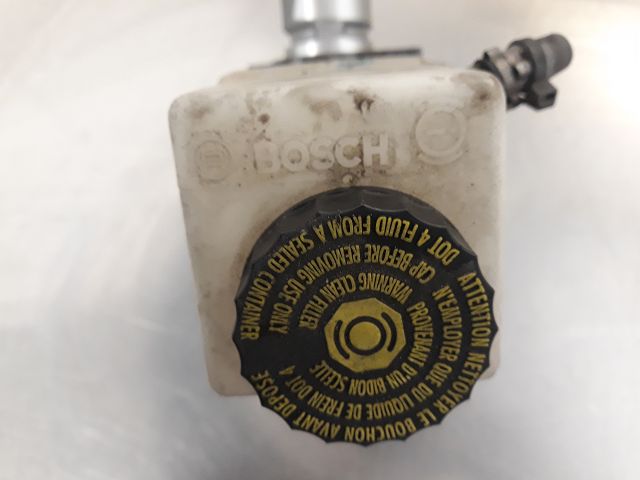 BOSCH
WARNING CLEAN FILLER
CAP BEFORE REMOVING USE ONLY
DOT 4 FLUID FROM A SEALED CONTAINER
ATTENTION NETTOYER LE BOUCHON AVANT DEPOSE
N'EMPLOYER QUE DU LIQUIDE DE FREIN DOT 4
PROVENANT D'UN BIDON SCELLE